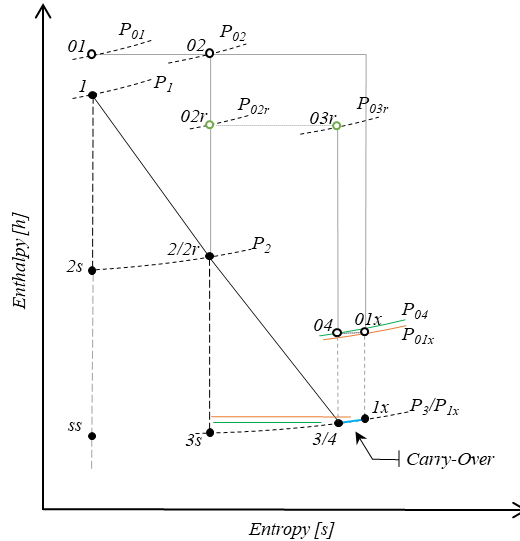 01 P01 02 P02
1 P1
02r P02r 03r P03r
2/2r P2
2s
04 01x P04
P01x
ss 3s 3/4 1x P3/P1x
Carry-Over
Enthalpy [h]
Entropy [s]